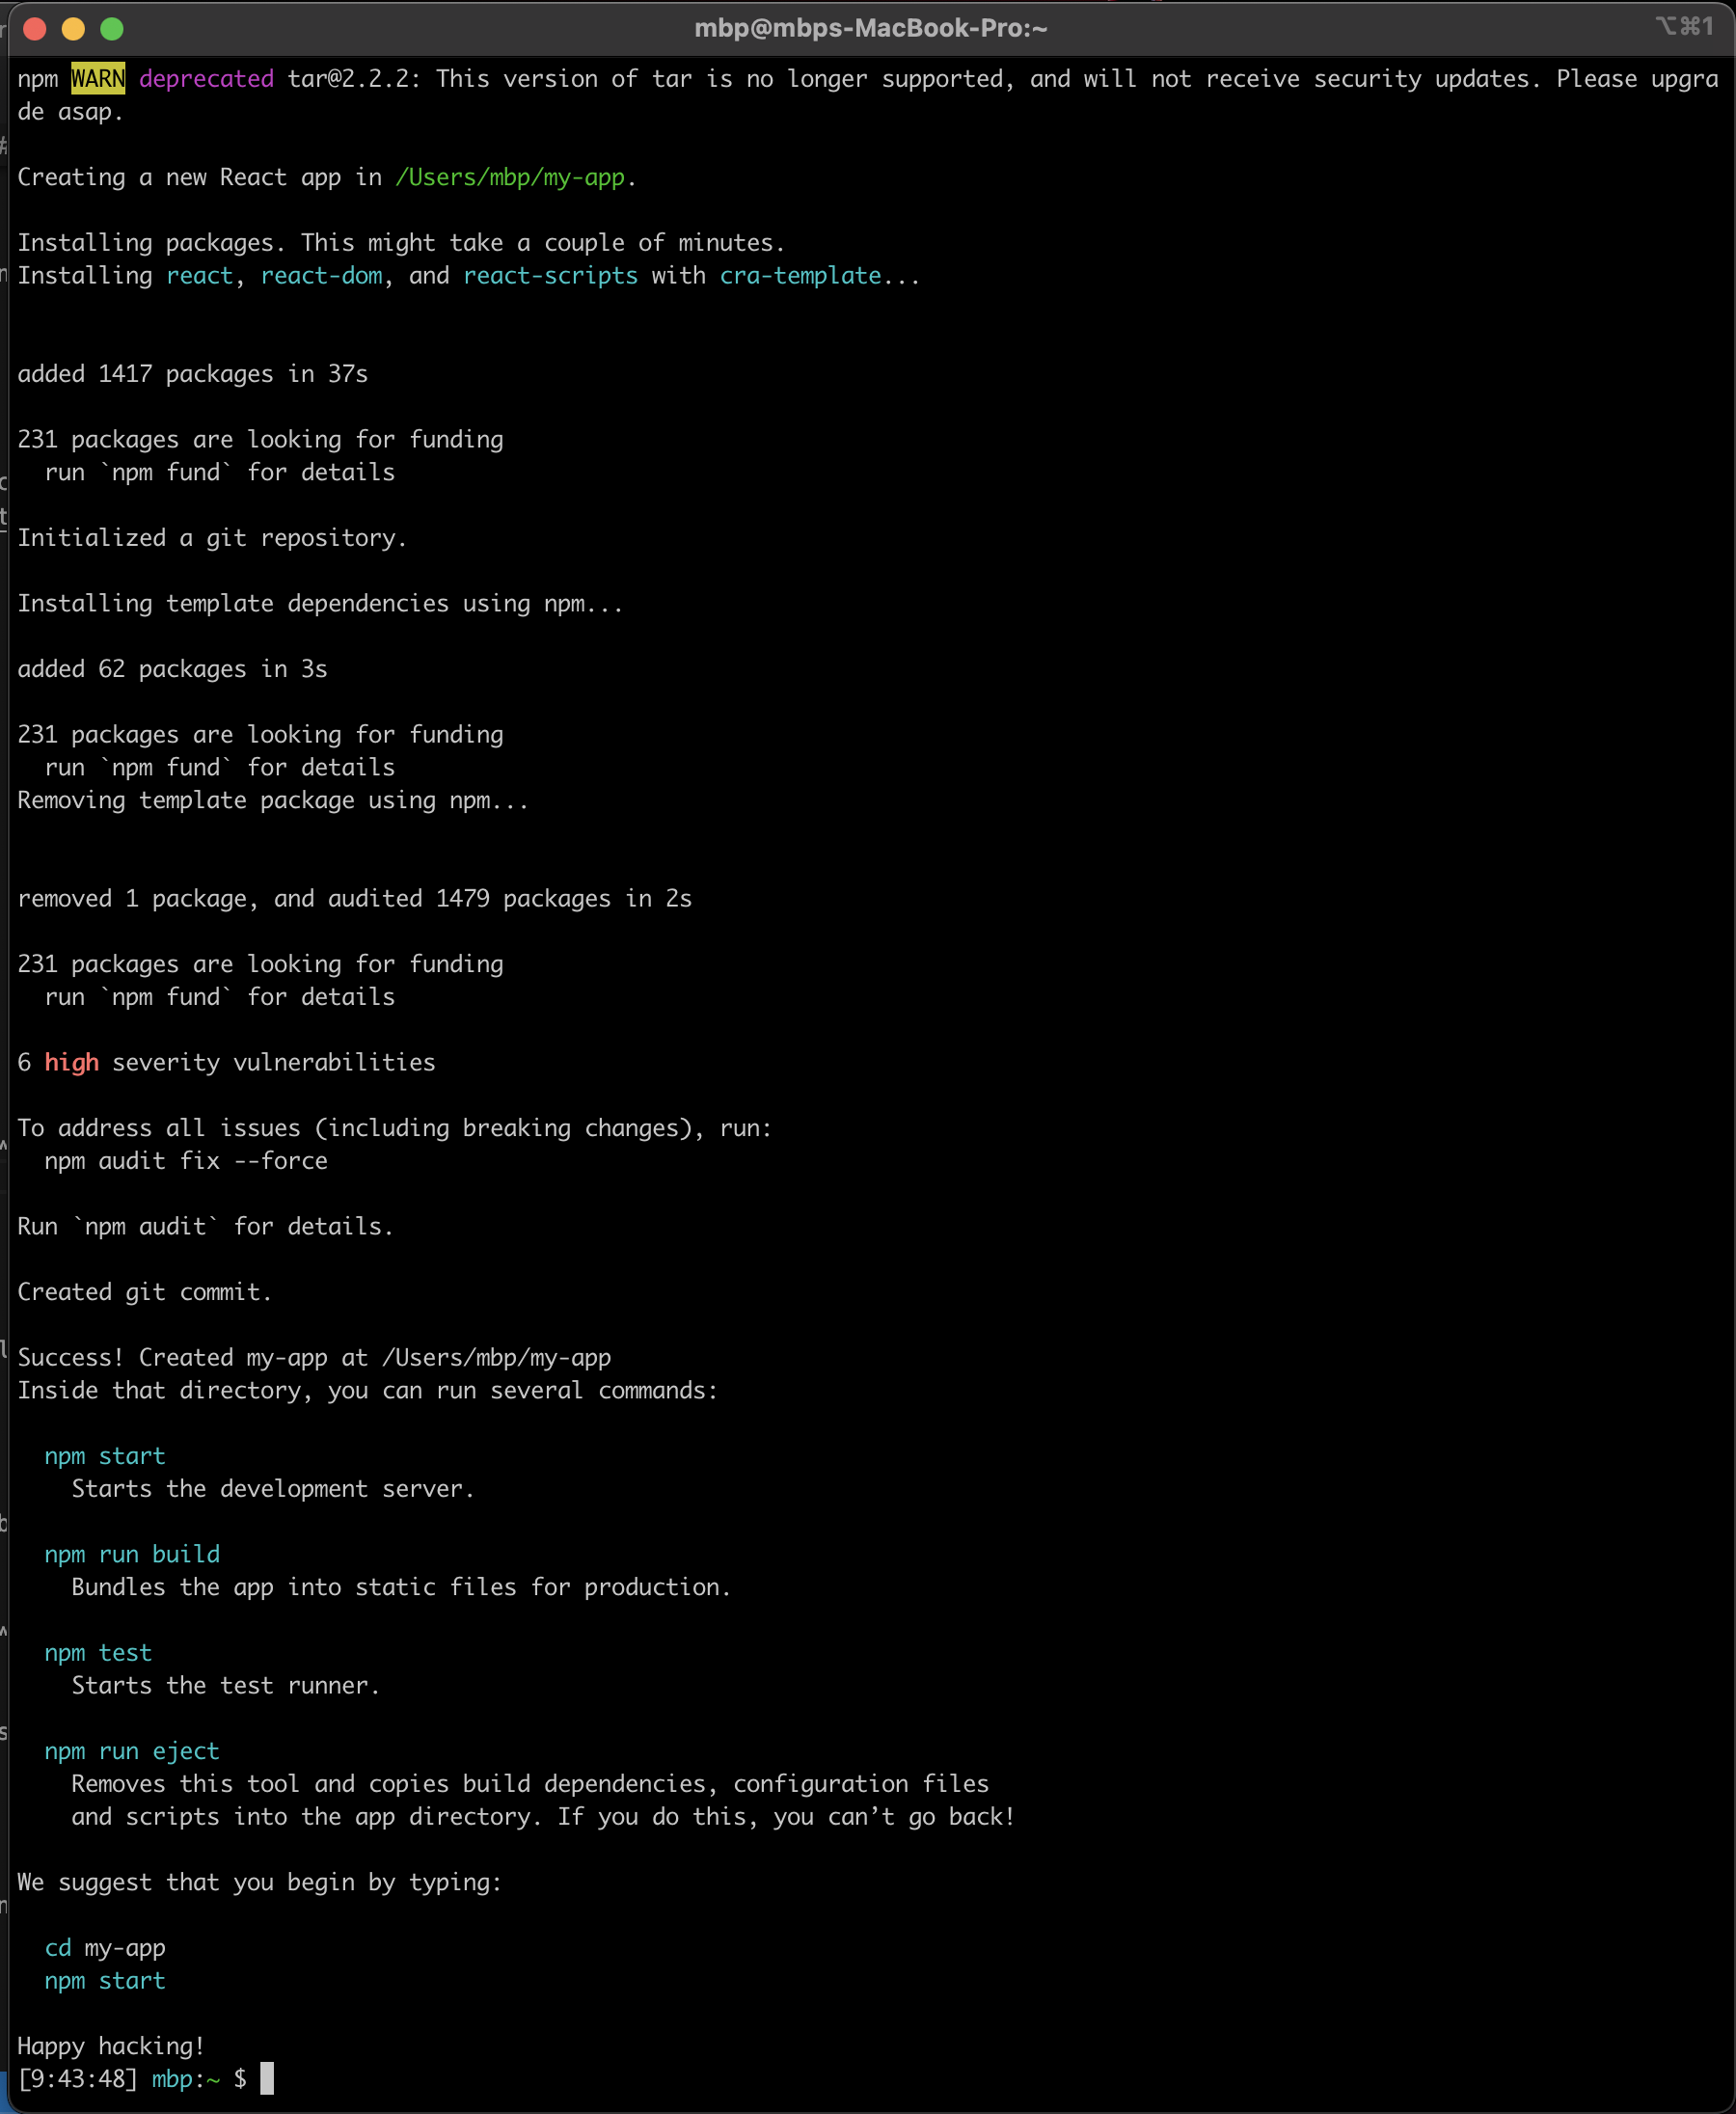 mbp@mbps-MacBook-Pro:~
⌥⌘1
npm WARN deprecated tar@2.2.2: This version of tar is no longer supported, and will not receive security updates. Please upgra
de asap.
Creating a new React app in /Users/mbp/my-app.
Installing packages. This might take a couple of minutes.
Installing react, react-dom, and react-scripts with cra-template...
added 1417 packages in 37s
231 packages are looking for funding
  run `npm fund` for details
Initialized a git repository.
Installing template dependencies using npm...
added 62 packages in 3s
231 packages are looking for funding
  run `npm fund` for details
Removing template package using npm...
removed 1 package, and audited 1479 packages in 2s
231 packages are looking for funding
  run `npm fund` for details
6 high severity vulnerabilities
To address all issues (including breaking changes), run:
  npm audit fix --force
Run `npm audit` for details.
Created git commit.
Success! Created my-app at /Users/mbp/my-app
Inside that directory, you can run several commands:
  npm start
    Starts the development server.
  npm run build
    Bundles the app into static files for production.
  npm test
    Starts the test runner.
  npm run eject
    Removes this tool and copies build dependencies, configuration files
    and scripts into the app directory. If you do this, you can’t go back!
We suggest that you begin by typing:
  cd my-app
  npm start
Happy hacking!
[9:43:48] mbp:~ $